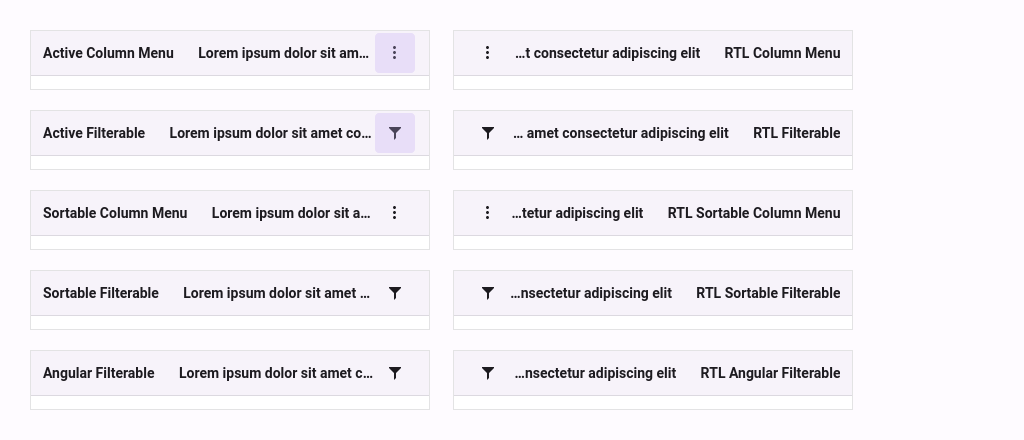 Active Column Menu Lorem ipsum dolor sit am…
…t consectetur adipiscing elit RTL Column Menu
Active Filterable Lorem ipsum dolor sit amet co…
… amet consectetur adipiscing elit RTL Filterable
Sortable Column Menu Lorem ipsum dolor sit a…
…tetur adipiscing elit RTL Sortable Column Menu
Sortable Filterable Lorem ipsum dolor sit amet …
…nsectetur adipiscing elit RTL Sortable Filterable
Angular Filterable Lorem ipsum dolor sit amet c…
…nsectetur adipiscing elit RTL Angular Filterable